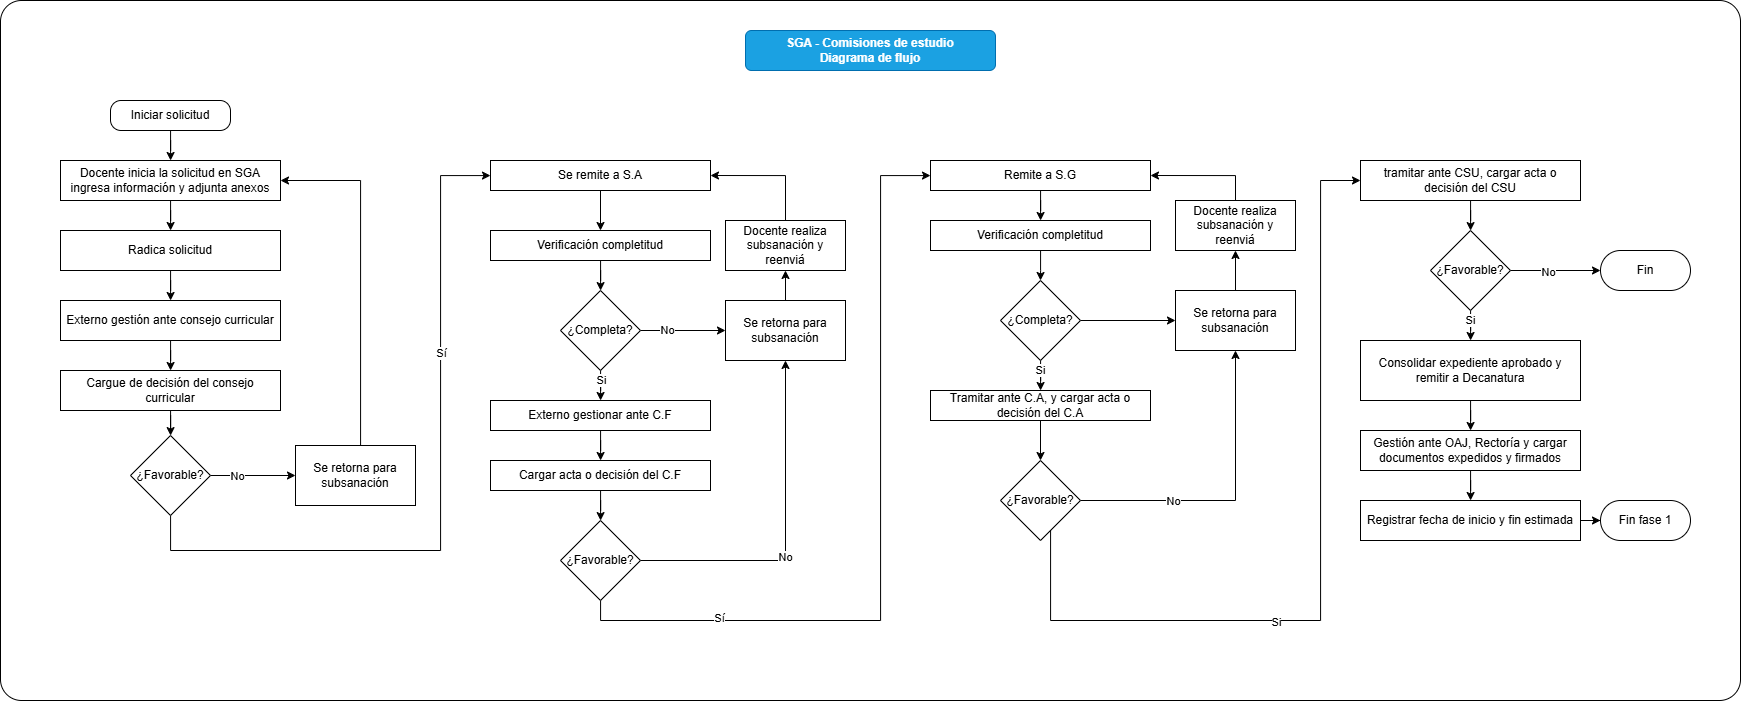 SGA - Comisiones de estudio
Diagrama de flujo
Iniciar solicitud
Docente inicia la solicitud en SGA
ingresa información y adjunta anexos
Radica solicitud
Externo gestión ante consejo curricular
Cargue de decisión del consejo
curricular
¿Favorable?
No
Se retorna para
subsanación
Sí
Se remite a S.A
Verificación completitud
¿Completa?
No
Se retorna para
subsanación
Docente realiza
subsanación y
reenviá
Si
Externo gestionar ante C.F
Cargar acta o decisión del C.F
¿Favorable?
No
Sí
Remite a S.G
Verificación completitud
¿Completa?
Se retorna para
subsanación
Docente realiza
subsanación y
reenviá
Si
Tramitar ante C.A, y cargar acta o
decisión del C.A
¿Favorable?
No
Si
tramitar ante CSU, cargar acta o
decisión del CSU
¿Favorable?
No
Fin
Si
Consolidar expediente aprobado y
remitir a Decanatura
Gestión ante OAJ, Rectoría y cargar
documentos expedidos y firmados
Registrar fecha de inicio y fin estimada
Fin fase 1